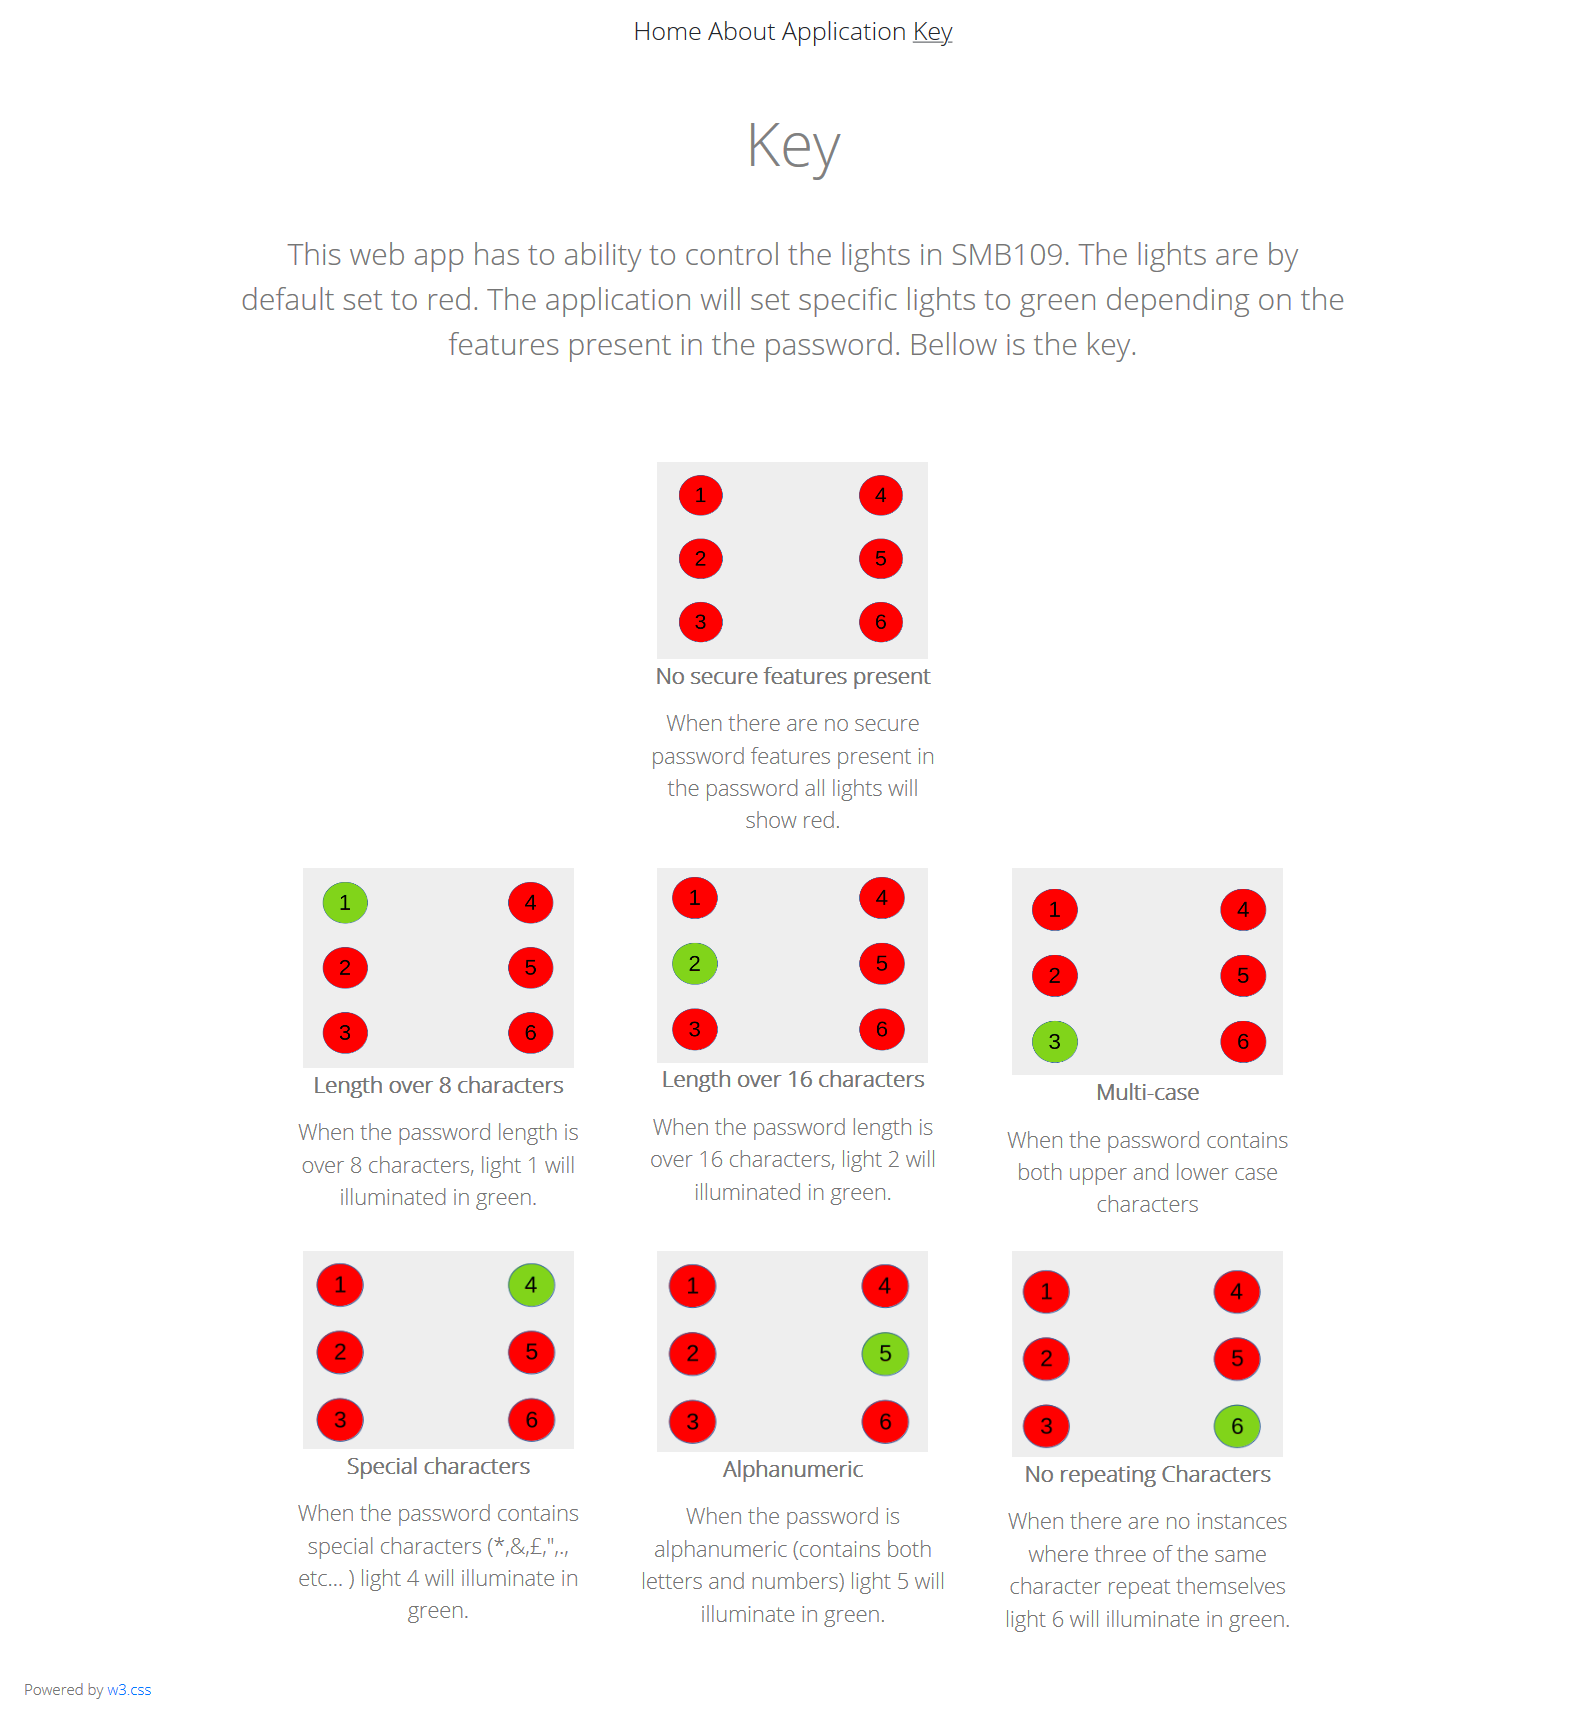 Home About Application Key
Key
This web app has to ability to control the lights in SMB109. The lights are by
default set to red. The application will set specific lights to green depending on the
features present in the password. Bellow is the key.
1 4
2 5
3 6
No secure features present
When there are no secure
password features present in
the password all lights will
show red.
1 4
2 5
3 6
Length over 8 characters
When the password length is
over 8 characters, light 1 will
illuminated in green.
1 4
2 5
3 6
Length over 16 characters
When the password length is
over 16 characters, light 2 will
illuminated in green.
1 4
2 5
3 6
Multi-case
When the password contains
both upper and lower case
characters
1 4
2 5
3 6
Special characters
When the password contains
special characters (*,&,£,",.,
etc... ) light 4 will illuminate in
green.
1 4
2 5
3 6
Alphanumeric
When the password is
alphanumeric (contains both
letters and numbers) light 5 will
illuminate in green.
1 4
2 5
3 6
No repeating Characters
When there are no instances
where three of the same
character repeat themselves
light 6 will illuminate in green.
Powered by w3.css